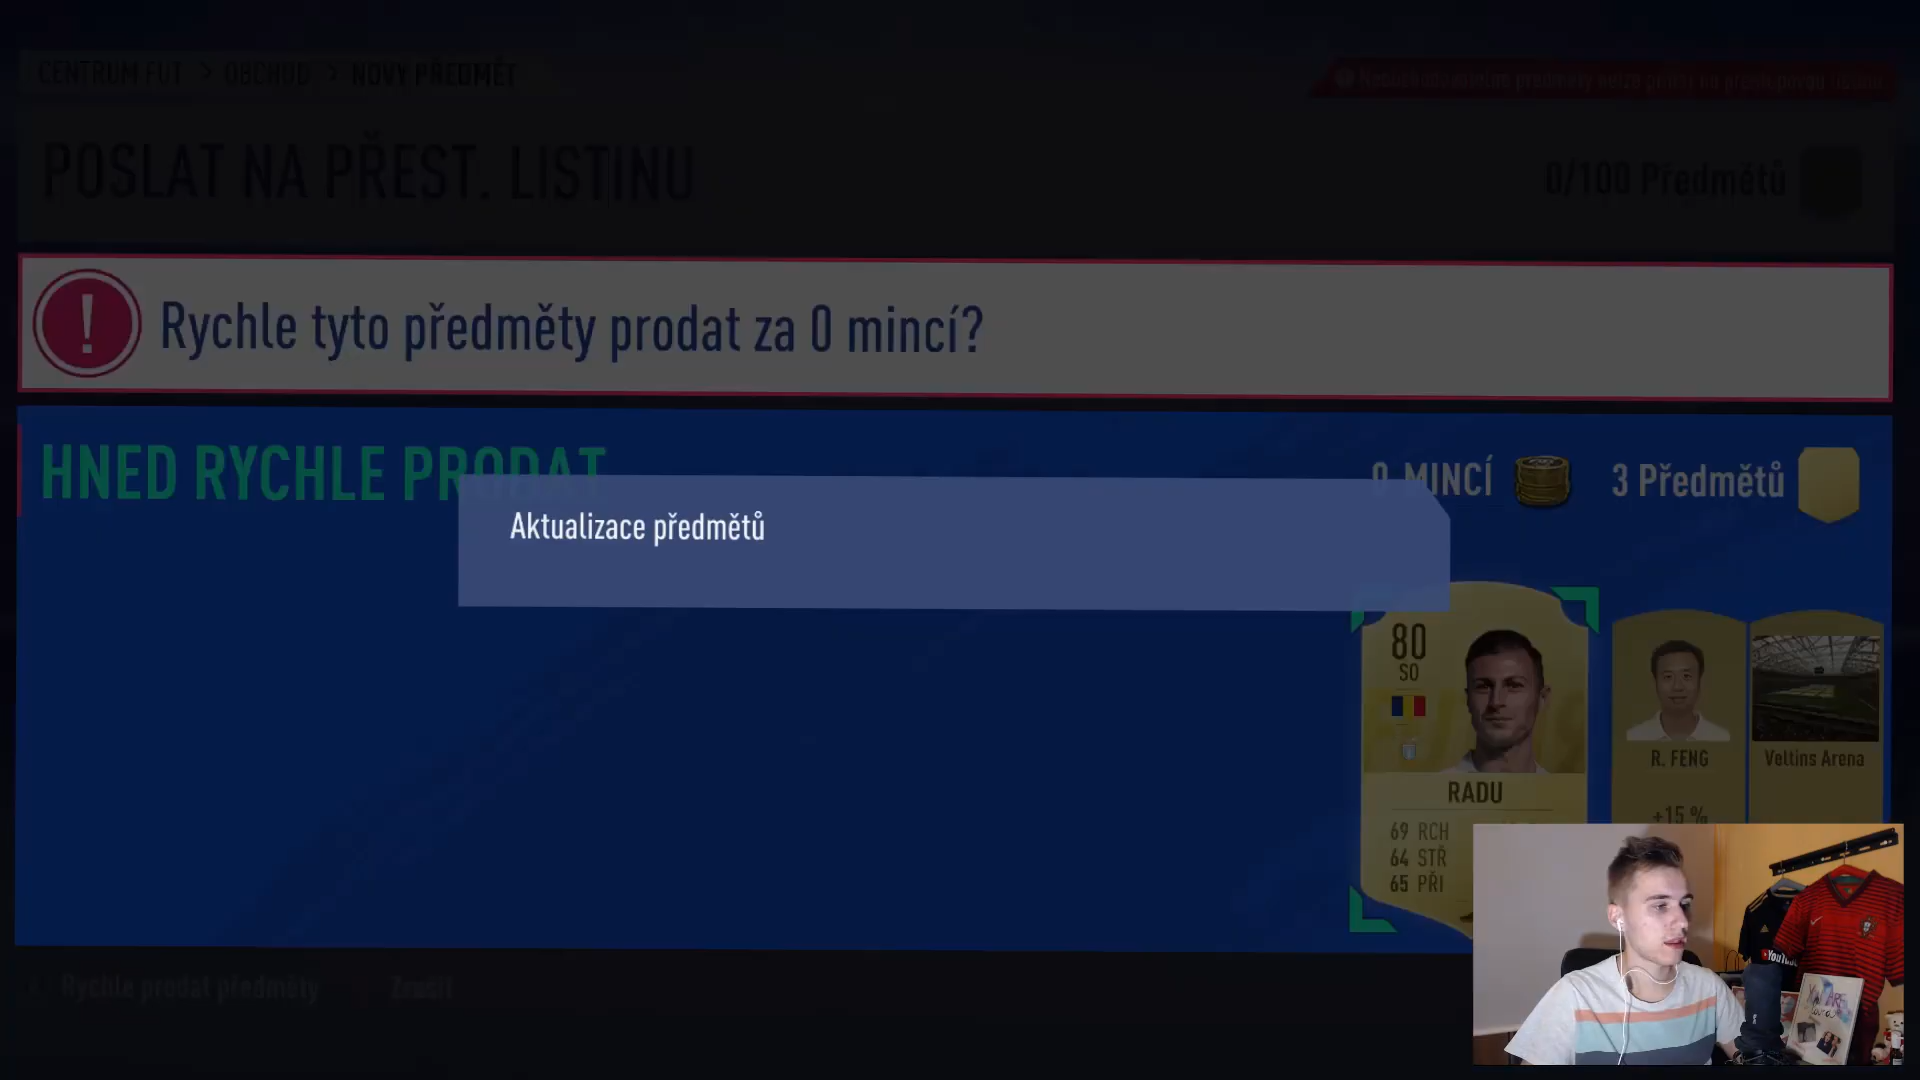 CENTRUM FUT > OBCHOD > NOVÝ PŘEDMĚT
POSLAT NA PŘEST. LISTINU
0/100 Předmětů
Rychle tyto předměty prodat za 0 mincí?
HNED RYCHLE PRODAT
0 MINCÍ
3 Předmětů
Aktualizace předmětů
80
SO
RADU
69 RCH
64 STŘ
65 PŘI
R. FENG
+15 %
Veltins Arena
Rychle prodat předměty
Zrušit